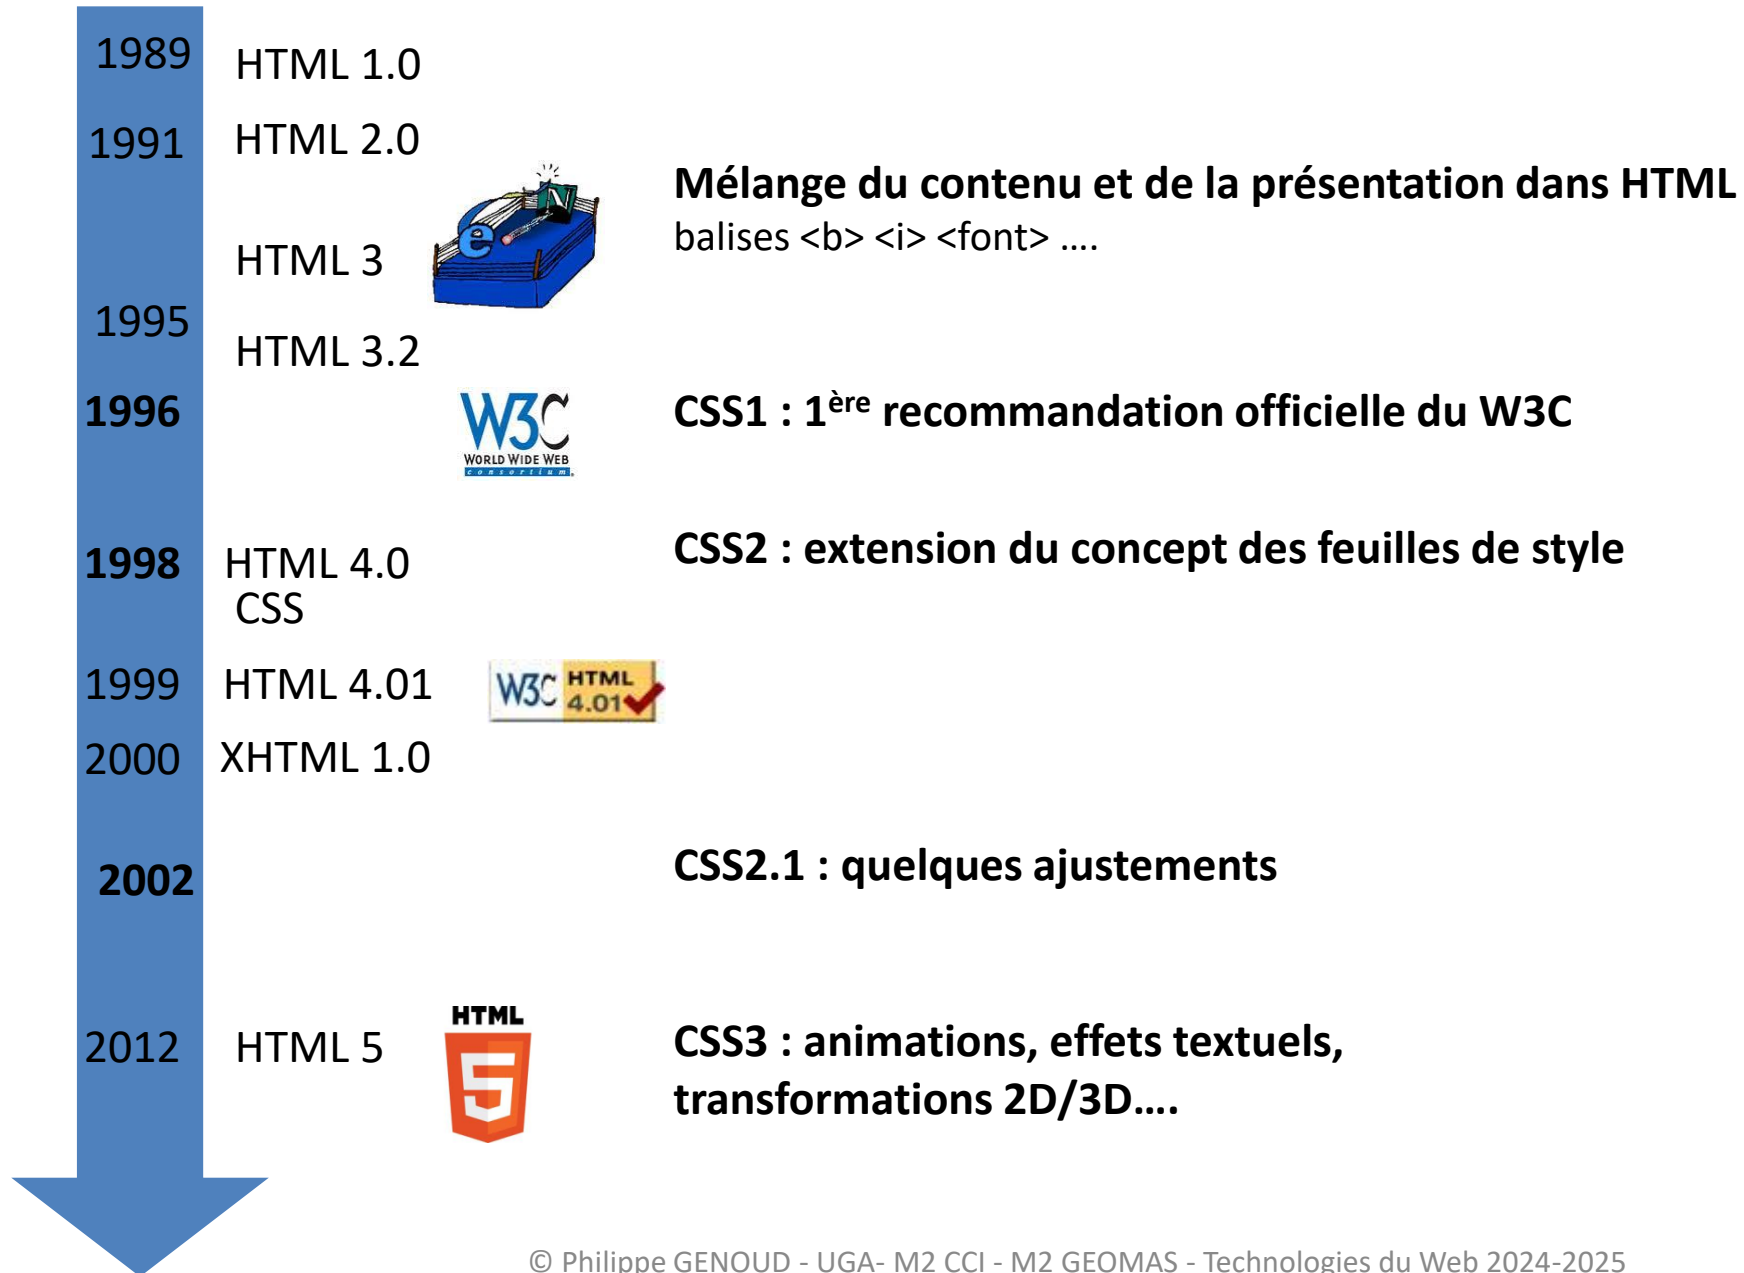 1989 HTML 1.0
1991 HTML 2.0
Mélange du contenu et de la présentation dans HTML
balises <b> <i> <font> ….
HTML 3
1995
HTML 3.2
1996 CSS1 : 1ère recommandation officielle du W3C
W3C
WORLD WIDE WEB
consortium
CSS2 : extension du concept des feuilles de style
1998 HTML 4.0
CSS
1999 HTML 4.01
W3C HTML
4.01
2000 XHTML 1.0
2002 CSS2.1 : quelques ajustements
HTML
5
2012 HTML 5 CSS3 : animations, effets textuels,
transformations 2D/3D….
© Philippe GENOUD - UGA- M2 CCI - M2 GEOMAS - Technologies du Web 2024-2025